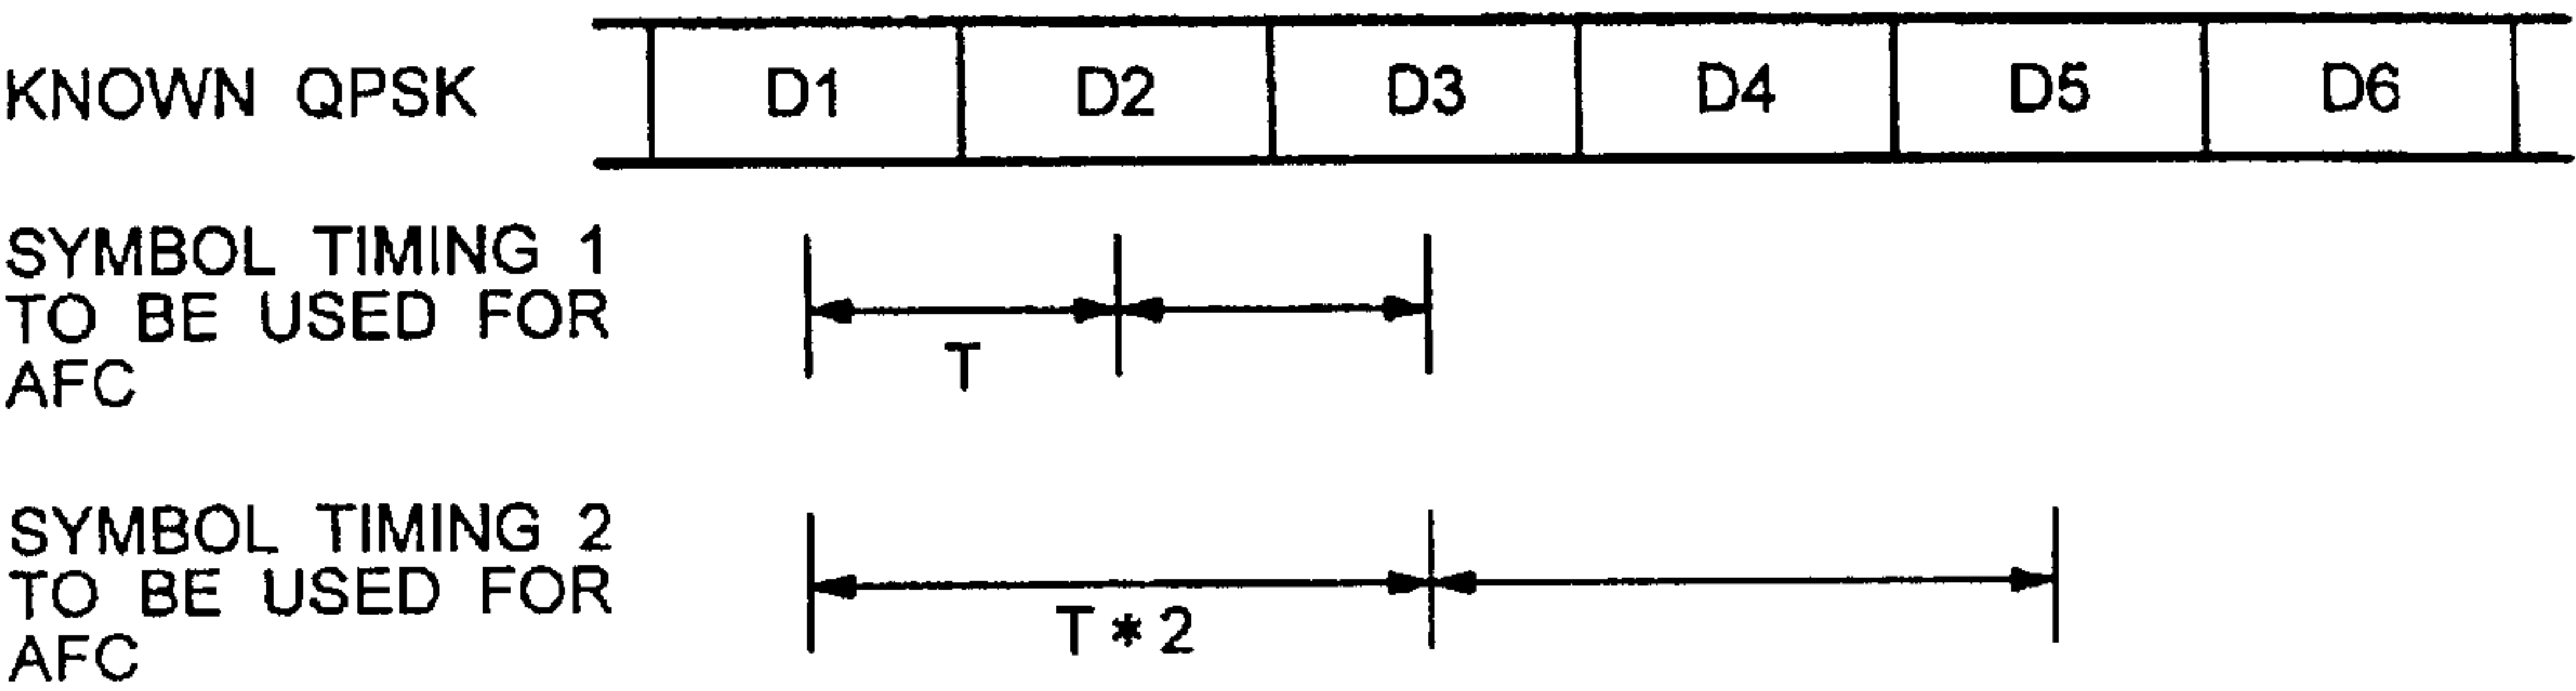 KNOWN QPSK D1 D2 D3 D4 D5 D6
SYMBOL TIMING 1
TO BE USED FOR
AFC
T
SYMBOL TIMING 2
TO BE USED FOR
AFC
T * 2